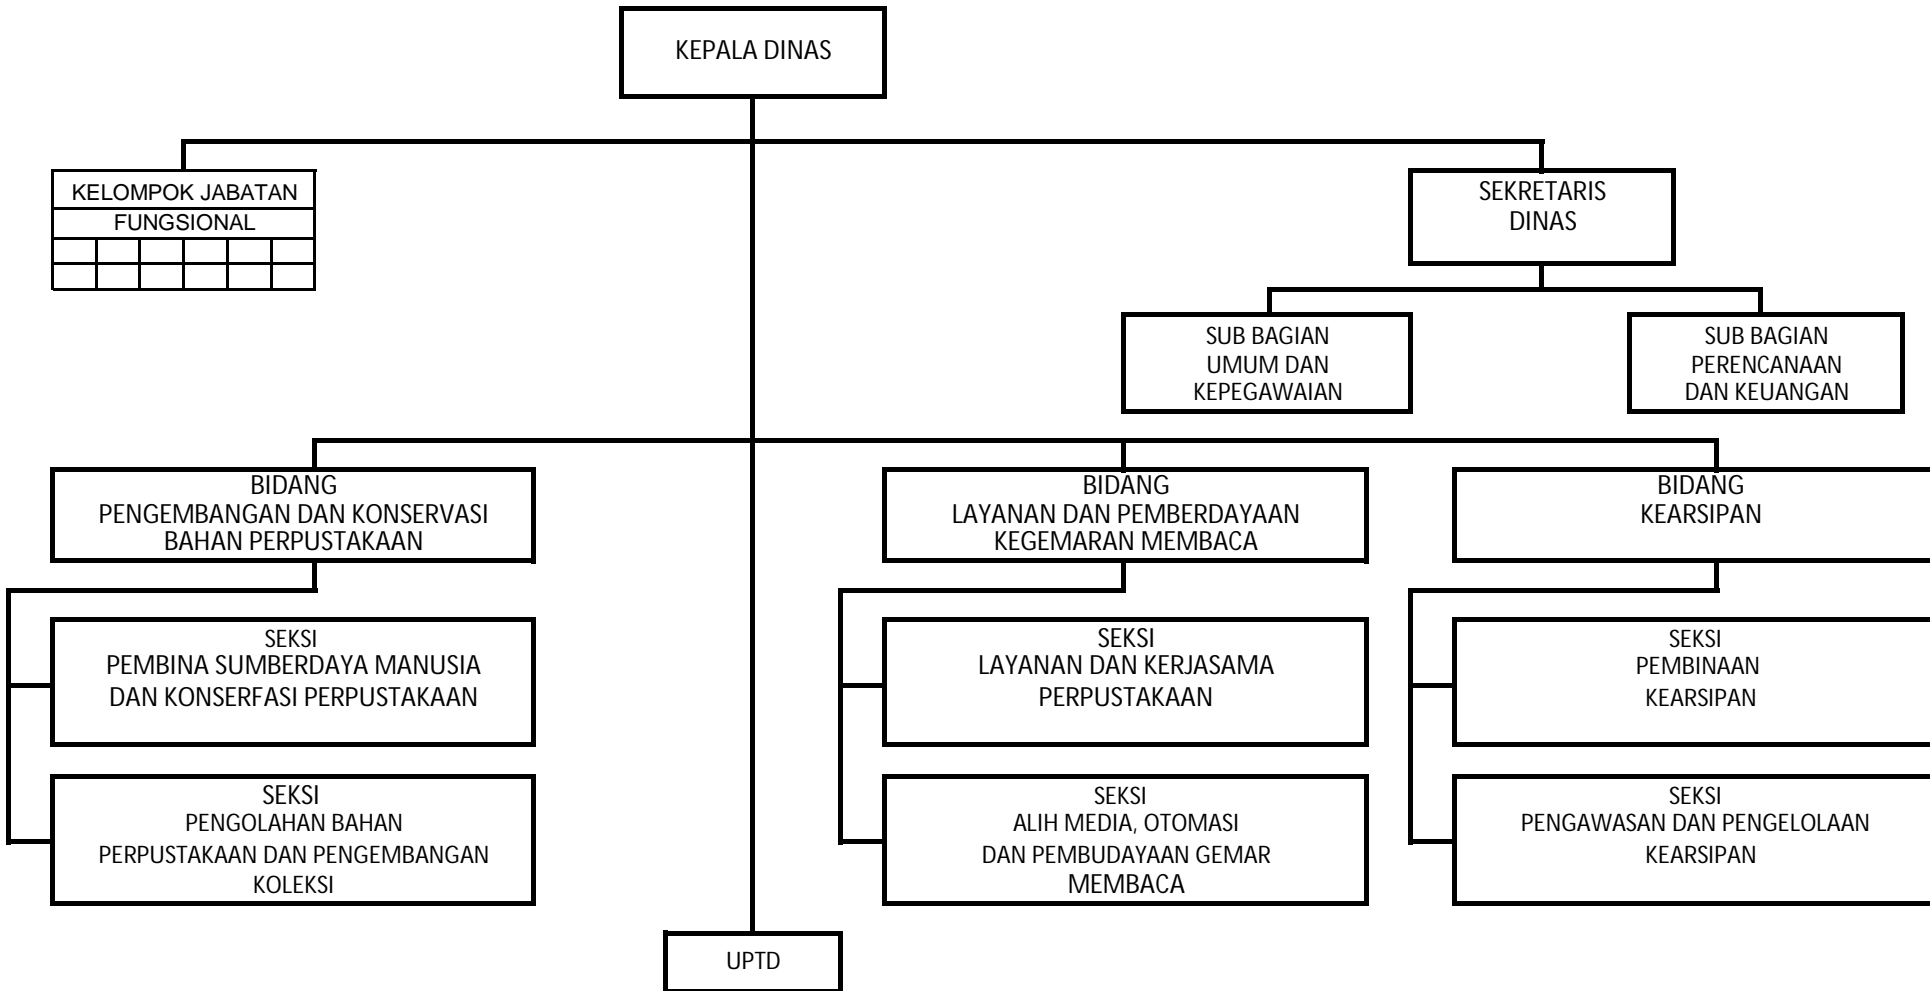 KEPALA DINAS
KELOMPOK JABATAN
FUNGSIONAL
SEKRETARIS
DINAS
SUB BAGIAN
UMUM DAN
KEPEGAWAIAN
SUB BAGIAN
PERENCANAAN
DAN KEUANGAN
BIDANG
PENGEMBANGAN DAN KONSERVASI
BAHAN PERPUSTAKAAN
BIDANG
LAYANAN DAN PEMBERDAYAAN
KEGEMARAN MEMBACA
BIDANG
KEARSIPAN
SEKSI
PEMBINA SUMBERDAYA MANUSIA
DAN KONSERFASI PERPUSTAKAAN
SEKSI
LAYANAN DAN KERJASAMA
PERPUSTAKAAN
SEKSI
PEMBINAAN
KEARSIPAN
SEKSI
PENGOLAHAN BAHAN
PERPUSTAKAAN DAN PENGEMBANGAN
KOLEKSI
SEKSI
ALIH MEDIA, OTOMASI
DAN PEMBUDAYAAN GEMAR
MEMBACA
SEKSI
PENGAWASAN DAN PENGELOLAAN
KEARSIPAN
UPTD